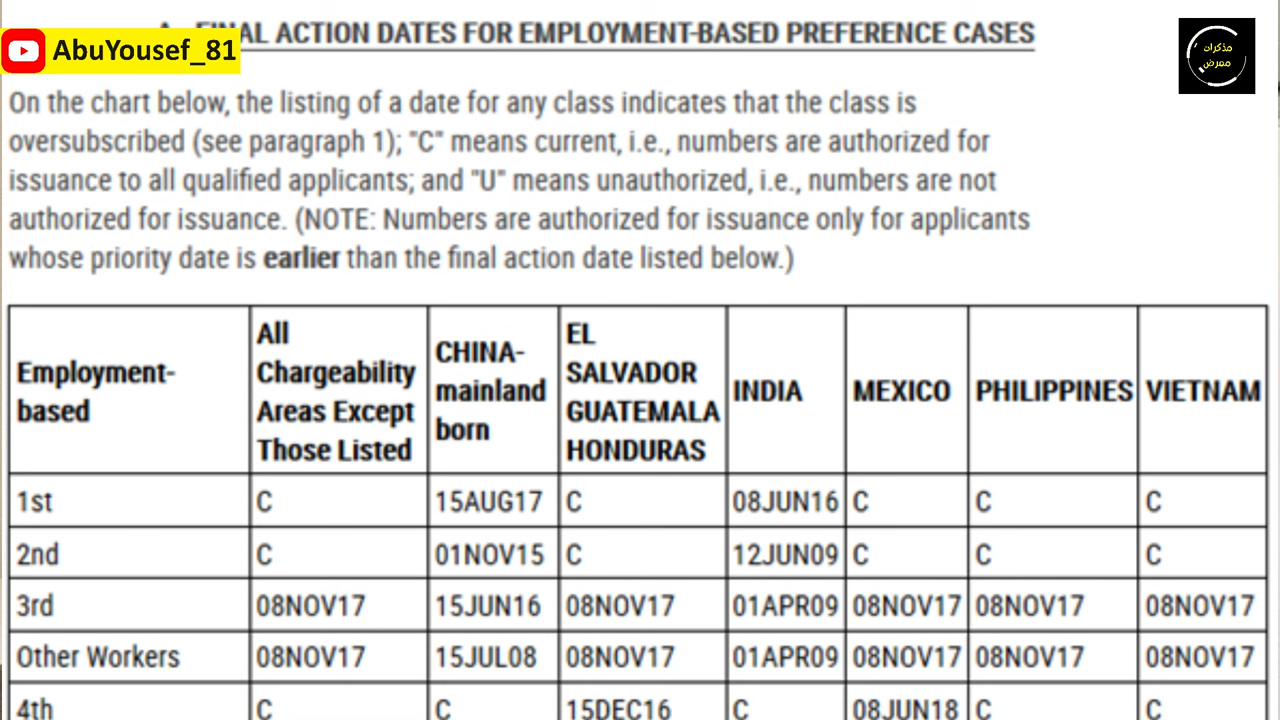 AL ACTION DATES FOR EMPLOYMENT-BASED PREFERENCE CASES
AbuYousef_81
مذكرات
ممرض
On the chart below, the listing of a date for any class indicates that the class is
oversubscribed (see paragraph 1); "C" means current, i.e., numbers are authorized for
issuance to all qualified applicants; and "U" means unauthorized, i.e., numbers are not
authorized for issuance. (NOTE: Numbers are authorized for issuance only for applicants
whose priority date is earlier than the final action date listed below.)
Employment-
based
All
Chargeability
Areas Except
Those Listed
CHINA-
mainland
born
EL
SALVADOR
GUATEMALA
HONDURAS
INDIA
MEXICO
PHILIPPINES
VIETNAM
1st C 15AUG17 C 08JUN16 C C C
2nd C 01NOV15 C 12JUN09 C C C
3rd 08NOV17 15JUN16 08NOV17 01APR09 08NOV17 08NOV17 08NOV17
Other Workers 08NOV17 15JUL08 08NOV17 01APR09 08NOV17 08NOV17 08NOV17
4th C C 15DEC16 C 08JUN18 C C